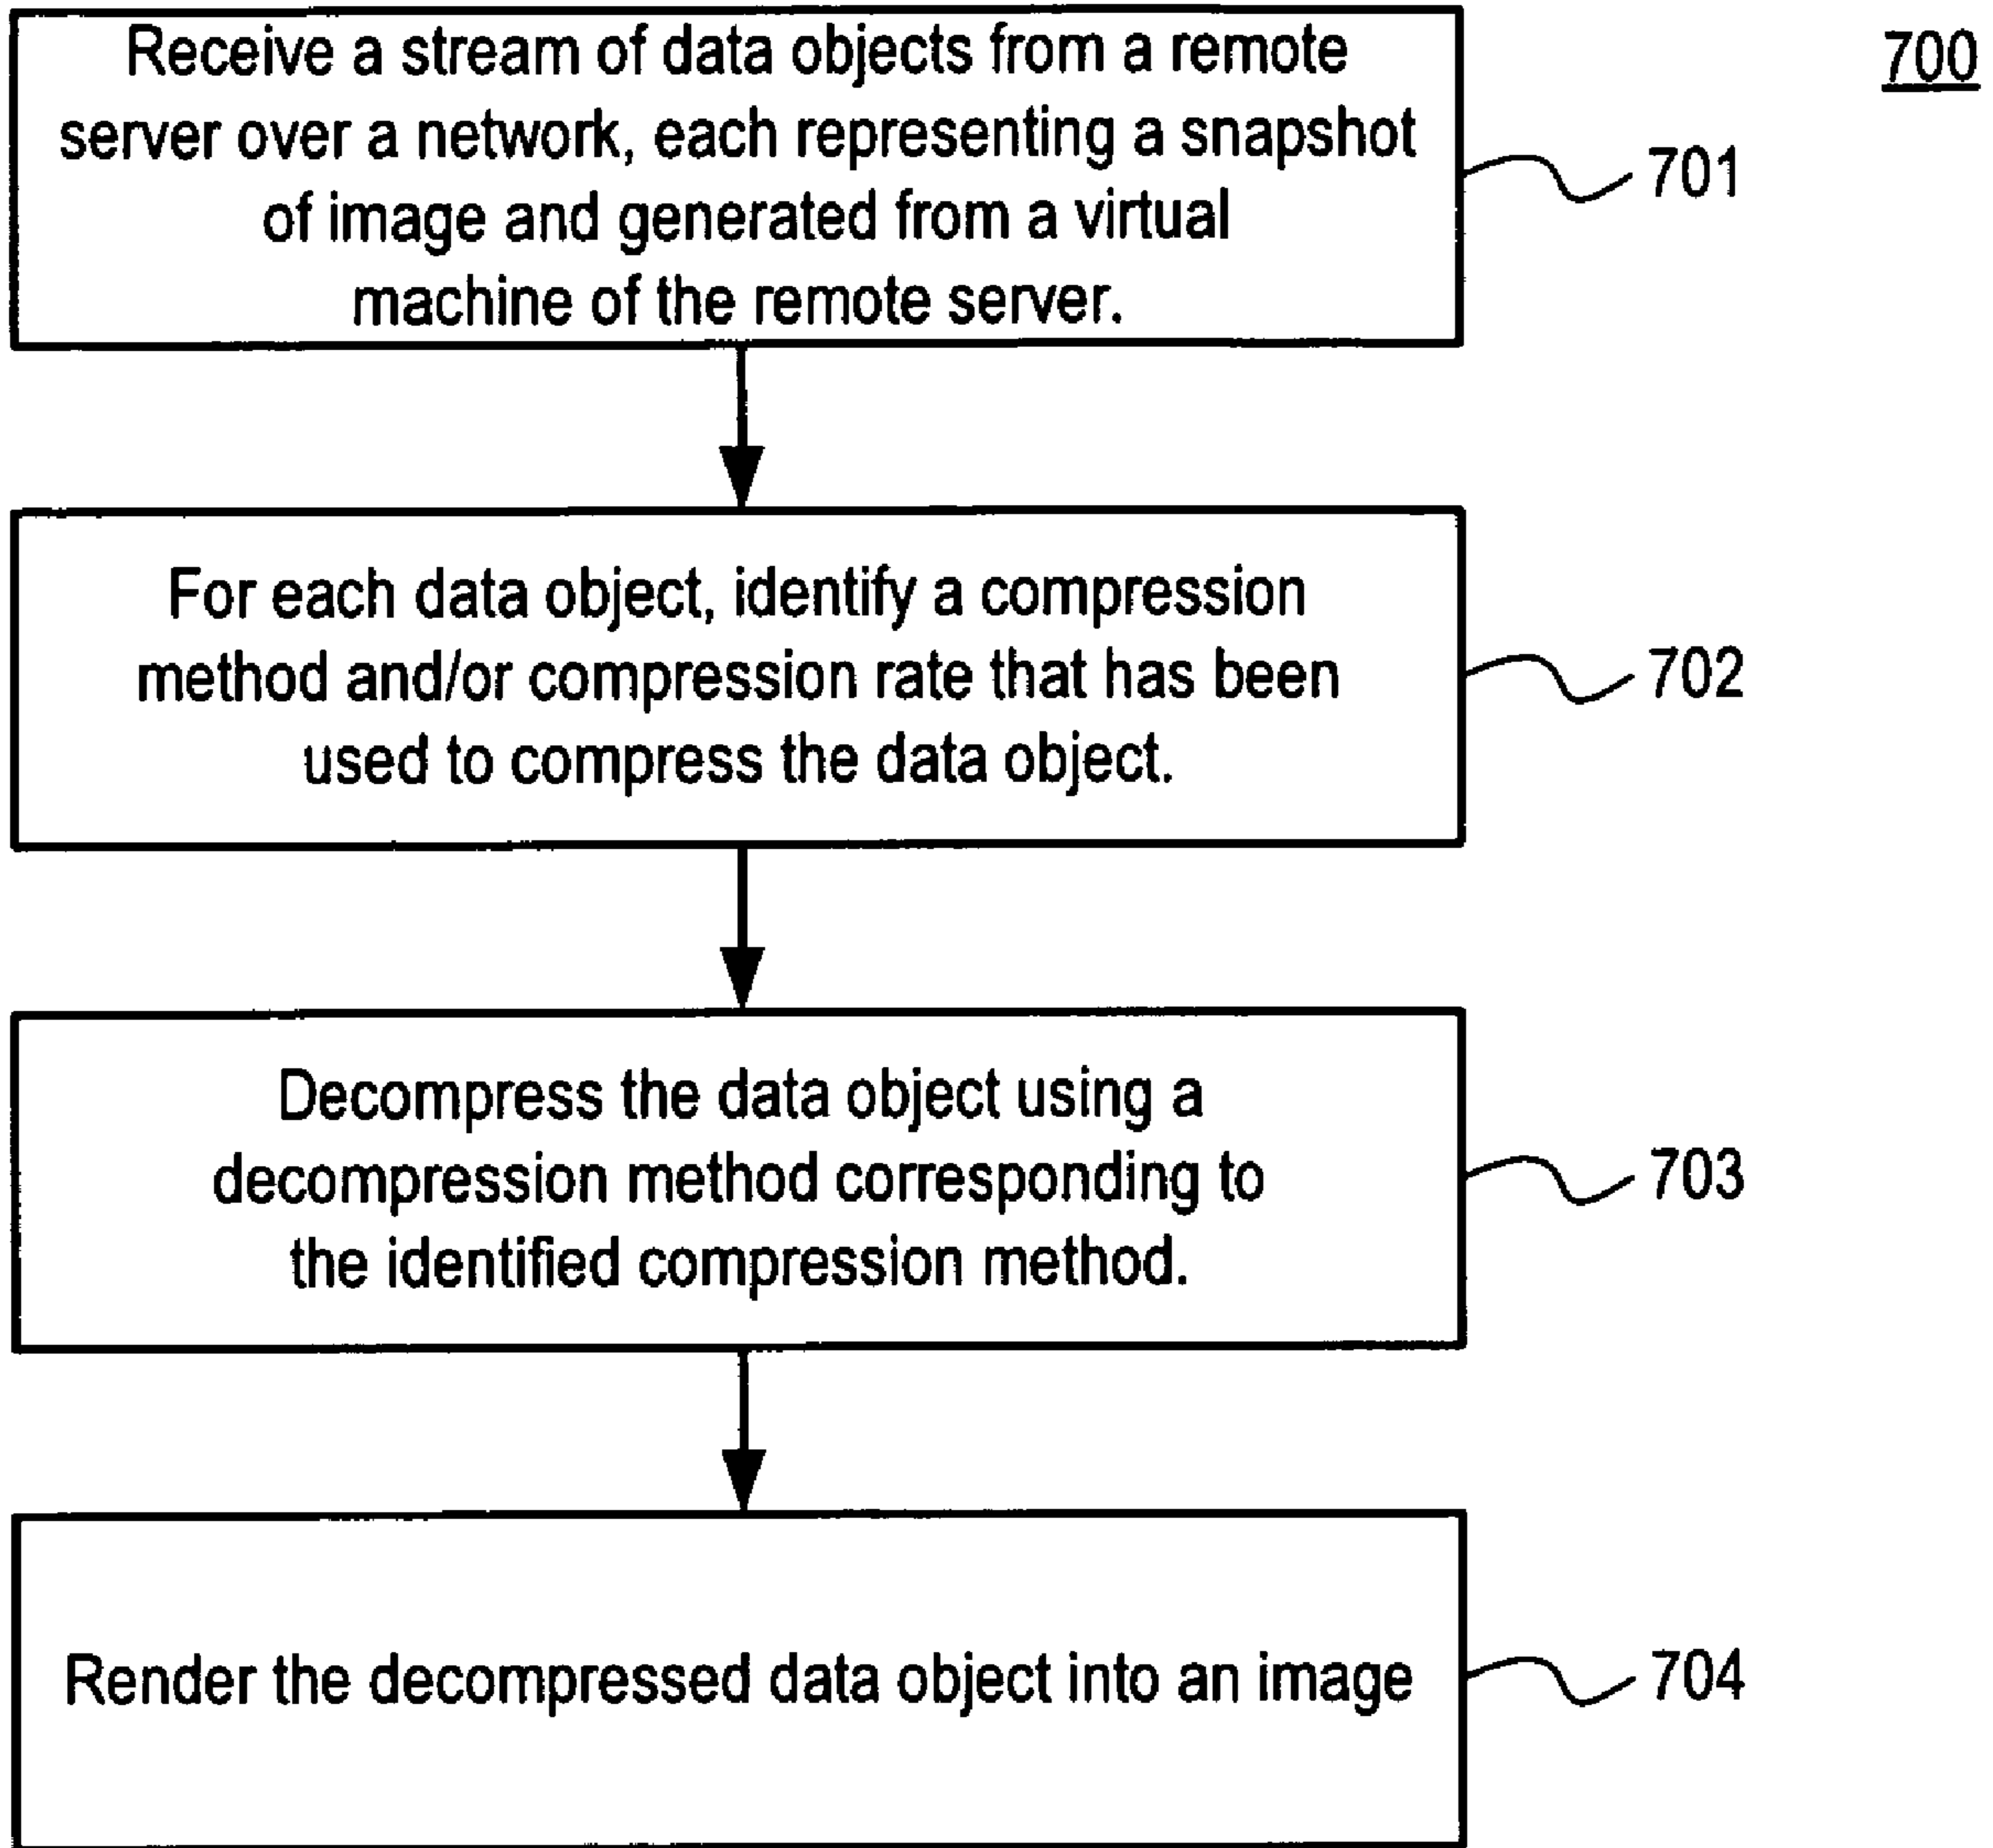 700
Receive a stream of data objects from a remote
server over a network, each representing a snapshot
of image and generated from a virtual
machine of the remote server.
701
For each data object, identify a compression
method and/or compression rate that has been
used to compress the data object.
702
Decompress the data object using a
decompression method corresponding to
the identified compression method.
703
Render the decompressed data object into an image
704